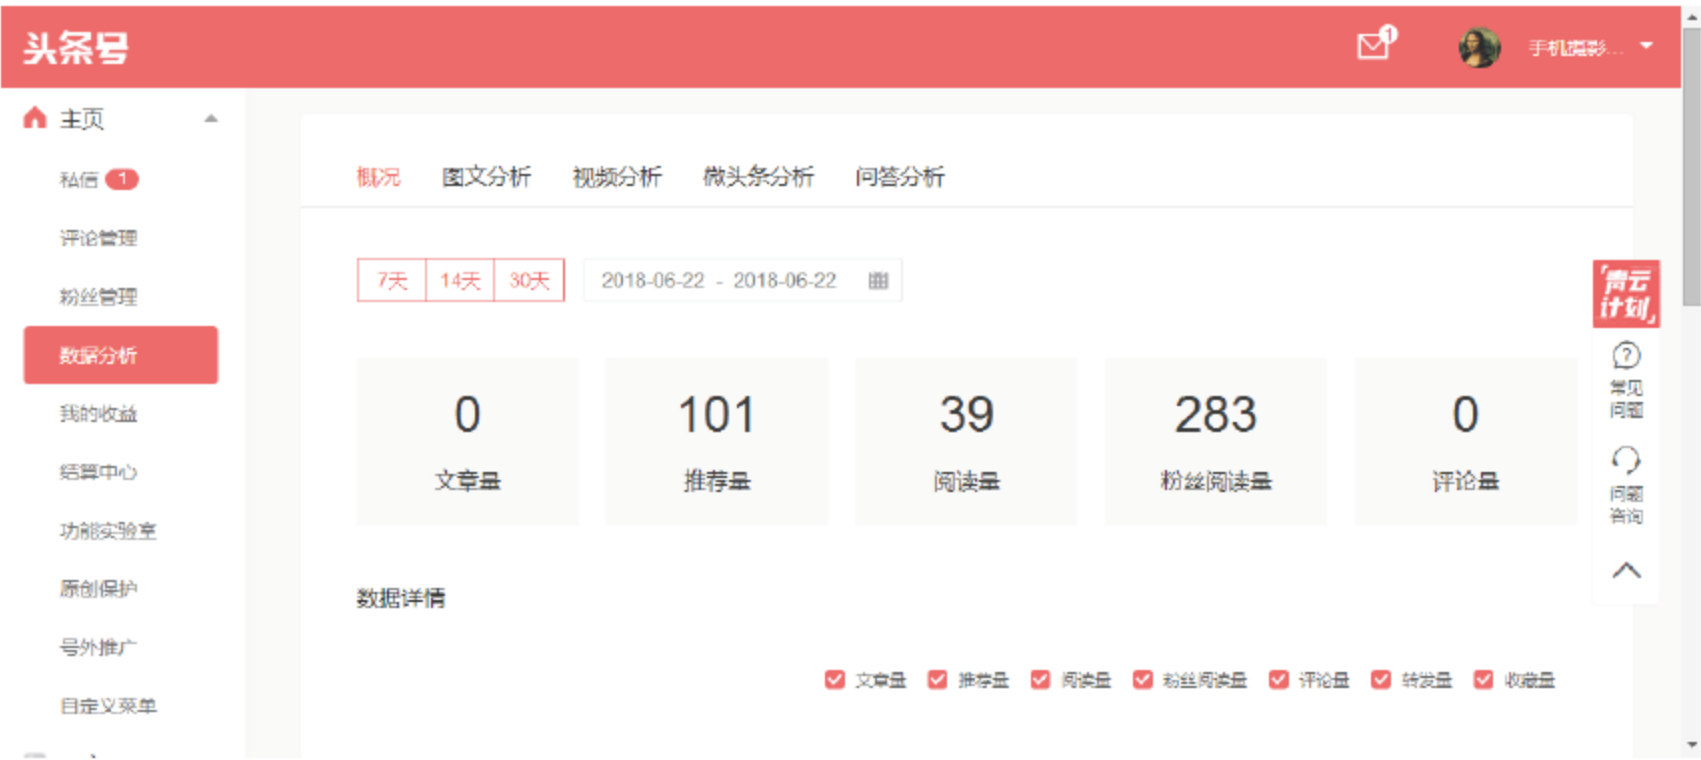 头条号
1
手机摄影...
主页
私信 1
评论管理
粉丝管理
数据分析
我的收益
结算中心
功能实验室
原创保护
号外推广
自定义菜单
概况 图文分析 视频分析 微头条分析 问答分析
7天 14天 30天 2018-06-22 - 2018-06-22
0 101 39 283 0
文章量 推荐量 阅读量 粉丝阅读量 评论量
数据详情
文章量 推荐量 阅读量 粉丝阅读量 评论量 转发量 收藏量
「青云
计划」
?
常见
问题
问题
咨询